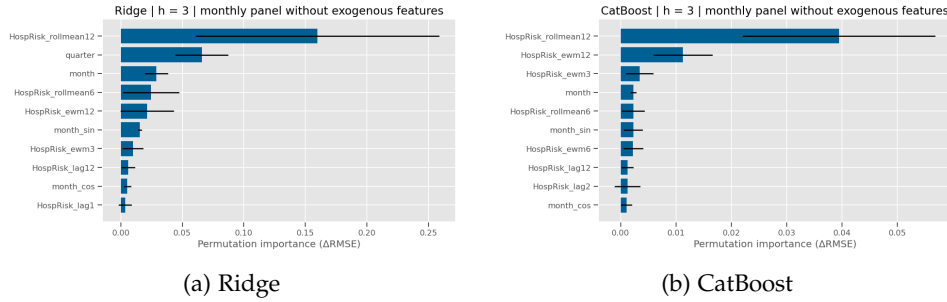 Ridge | h = 3 | monthly panel without exogenous features
HospRisk_rollmean12
quarter
month
HospRisk_rollmean6
HospRisk_ewm12
month_sin
HospRisk_ewm3
HospRisk_lag12
month_cos
HospRisk_lag1
0.00 0.05 0.10 0.15 0.20 0.25
Permutation importance (ΔRMSE)
(a) Ridge
CatBoost | h = 3 | monthly panel without exogenous features
HospRisk_rollmean12
HospRisk_ewm12
HospRisk_ewm3
month
HospRisk_rollmean6
month_sin
HospRisk_ewm6
HospRisk_lag12
HospRisk_lag2
month_cos
0.00 0.01 0.02 0.03 0.04 0.05
Permutation importance (ΔRMSE)
(b) CatBoost